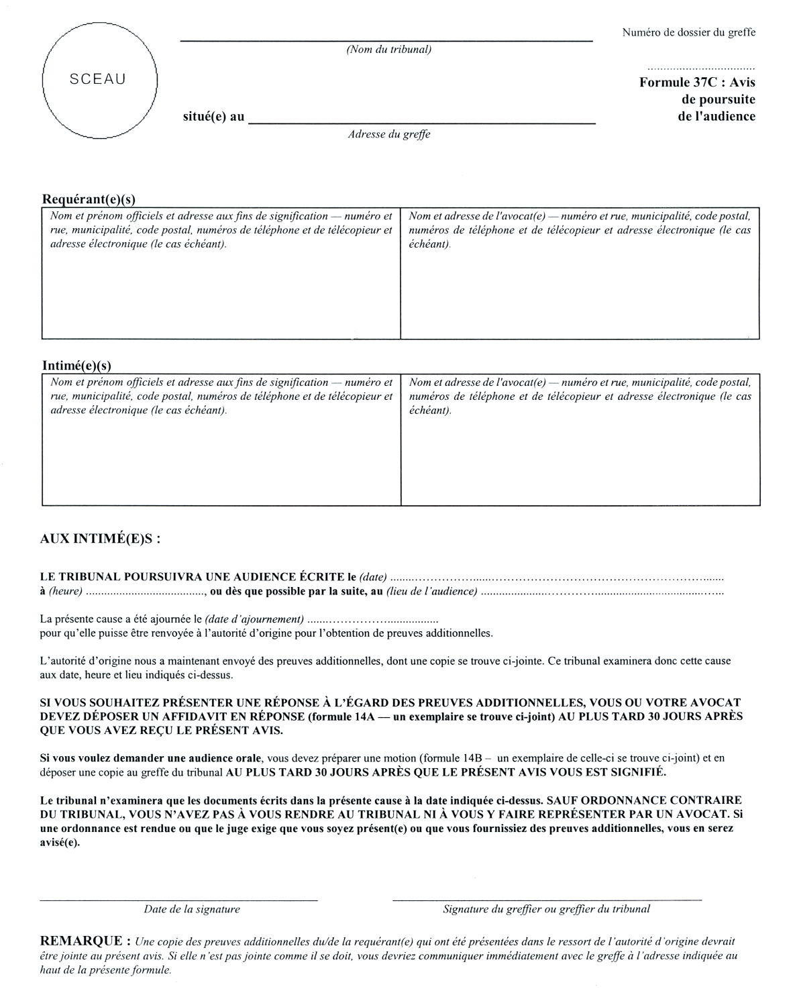 SCEAU
(Nom du tribunal)
situé(e) au
Adresse du greffe
Numéro de dossier du greffe
Formule 37C : Avis
de poursuite
de l'audience
Requérant(e)(s)
Nom et prénom officiels et adresse aux fins de signification — numéro et
rue, municipalité, code postal, numéros de téléphone et de télécopieur et
adresse électronique (le cas échéant).
Nom et adresse de l'avocat(e) — numéro et rue, municipalité, code postal,
numéros de téléphone et de télécopieur et adresse électronique (le cas
échéant).
Intimé(e)(s)
Nom et prénom officiels et adresse aux fins de signification — numéro et
rue, municipalité, code postal, numéros de téléphone et de télécopieur et
adresse électronique (le cas échéant).
Nom et adresse de l'avocat(e) — numéro et rue, municipalité, code postal,
numéros de téléphone et de télécopieur et adresse électronique (le cas
échéant).
AUX INTIMÉ(E)S :
LE TRIBUNAL POURSUIVRA UNE AUDIENCE ÉCRITE le (date) ..........
à (heure) .........., ou dès que possible par la suite, au (lieu de l'audience) ..........
La présente cause a été ajournée le (date d'ajournement) ..........
pour qu'elle puisse être renvoyée à l'autorité d'origine pour l'obtention de preuves additionnelles.
L'autorité d'origine nous a maintenant envoyé des preuves additionnelles, dont une copie se trouve ci-jointe. Ce tribunal examinera donc cette cause
aux date, heure et lieu indiqués ci-dessus.
SI VOUS SOUHAITEZ PRÉSENTER UNE RÉPONSE À L'ÉGARD DES PREUVES ADDITIONNELLES, VOUS OU VOTRE AVOCAT
DEVEZ DÉPOSER UN AFFIDAVIT EN RÉPONSE (formule 14A — un exemplaire se trouve ci-joint) AU PLUS TARD 30 JOURS APRÈS
QUE VOUS AVEZ REÇU LE PRÉSENT AVIS.
Si vous voulez demander une audience orale, vous devez préparer une motion (formule 14B – un exemplaire de celle-ci se trouve ci-joint) et en
déposer une copie au greffe du tribunal AU PLUS TARD 30 JOURS APRÈS QUE LE PRÉSENT AVIS VOUS EST SIGNIFIÉ.
Le tribunal n'examinera que les documents écrits dans la présente cause à la date indiquée ci-dessus. SAUF ORDONNANCE CONTRAIRE
DU TRIBUNAL, VOUS N'AVEZ PAS À VOUS RENDRE AU TRIBUNAL NI À VOUS Y FAIRE REPRÉSENTER PAR UN AVOCAT. Si
une ordonnance est rendue ou que le juge exige que vous soyez présent(e) ou que vous fournissiez des preuves additionnelles, vous en serez
avisé(e).
Date de la signature
Signature du greffier ou greffier du tribunal
REMARQUE : Une copie des preuves additionnelles du/de la requérant(e) qui ont été présentées dans le ressort de l'autorité d'origine devrait
être jointe au présent avis. Si elle n'est pas jointe comme il se doit, vous devriez communiquer immédiatement avec le greffe à l'adresse indiquée au
haut de la présente formule.